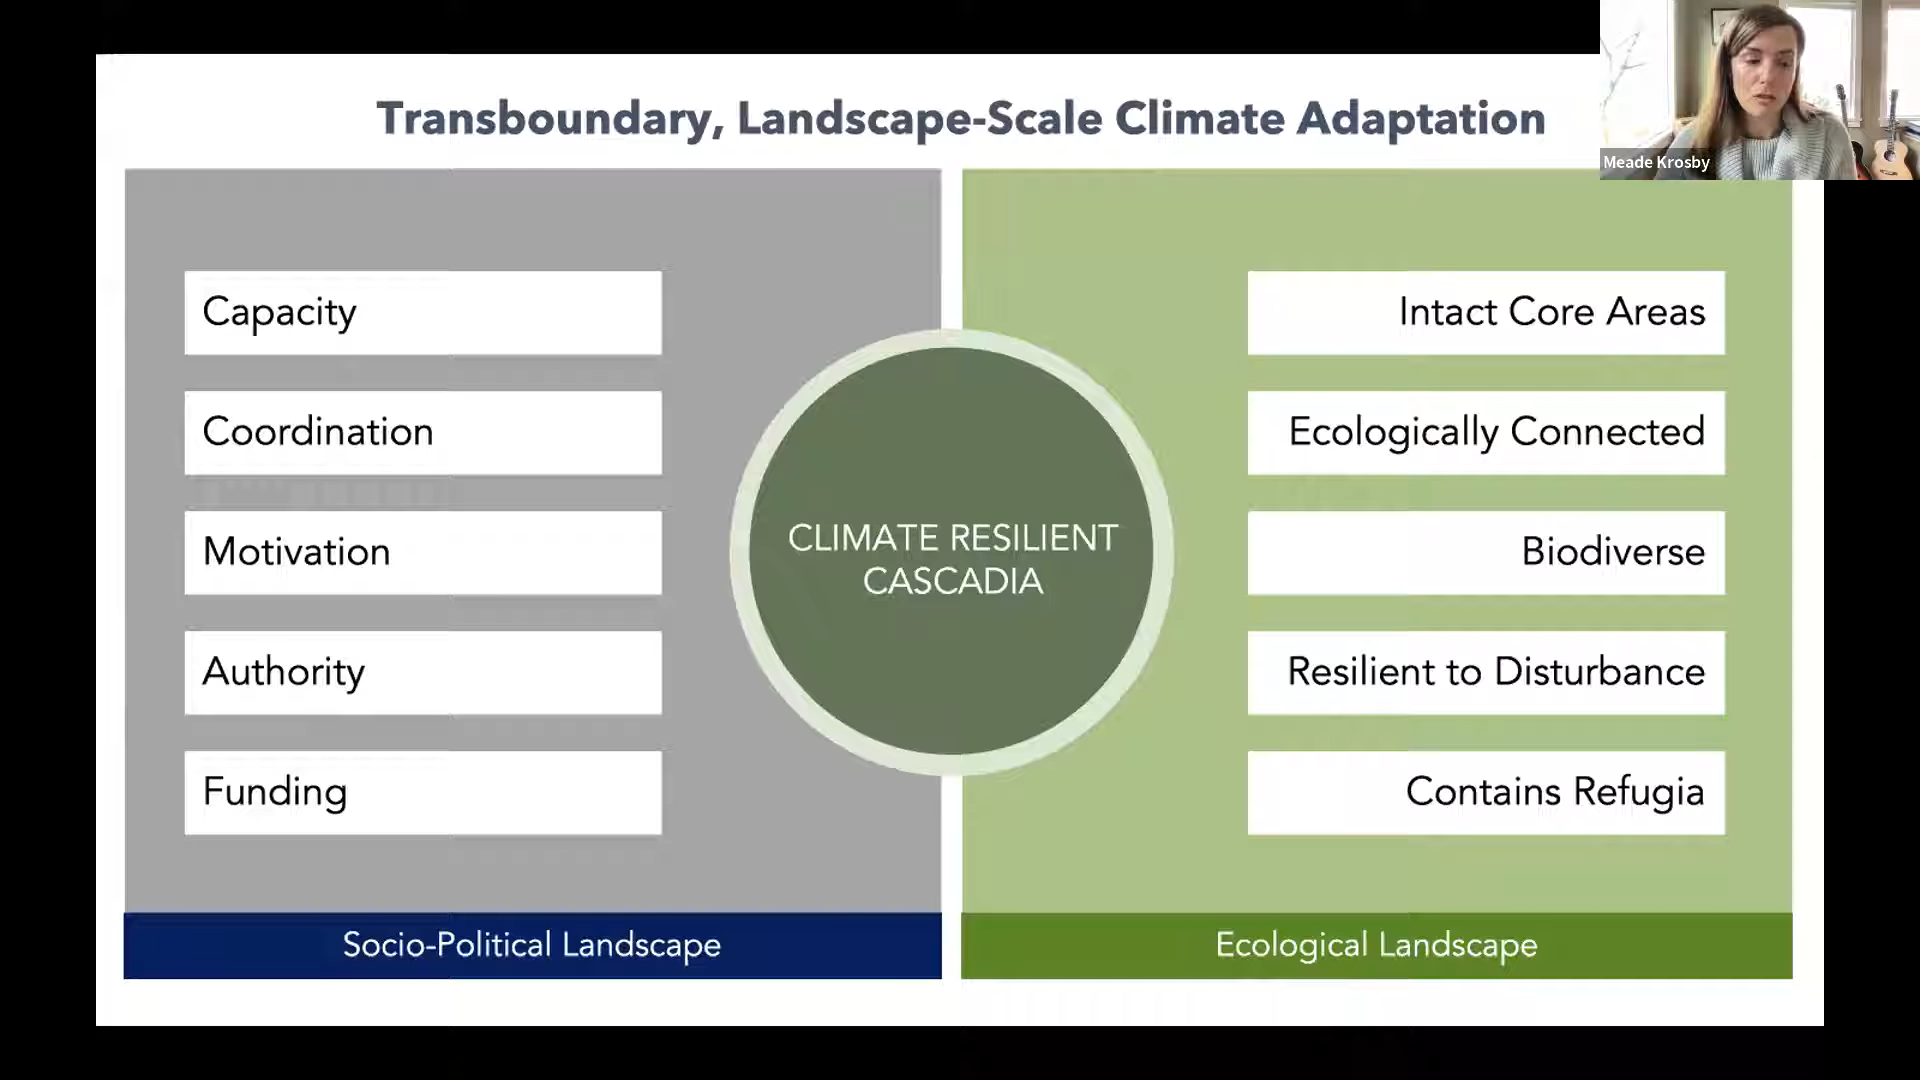 Transboundary, Landscape-Scale Climate Adaptation
Meade Krosby
Capacity
Coordination
Motivation
Authority
Funding
CLIMATE RESILIENT
CASCADIA
Intact Core Areas
Ecologically Connected
Biodiverse
Resilient to Disturbance
Contains Refugia
Socio-Political Landscape
Ecological Landscape